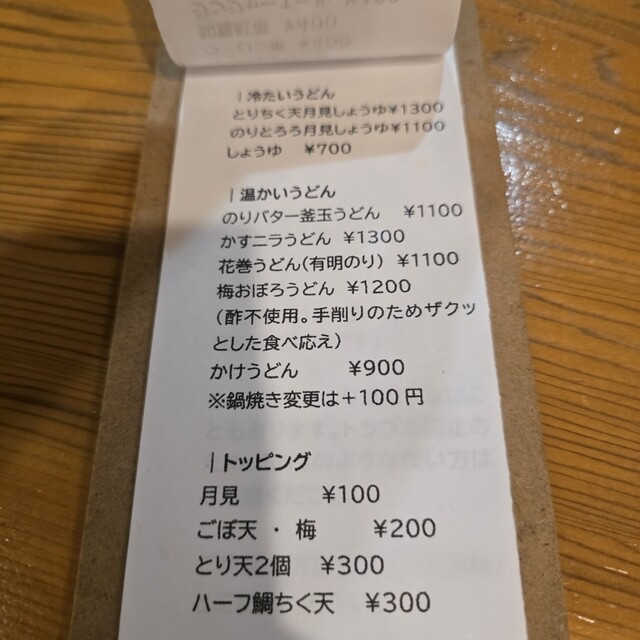 | 冷たいうどん
とりちく天月見しょうゆ¥1300
のりとろろ月見しょうゆ¥1100
しょうゆ ¥700
| 温かいうどん
のりバター釜玉うどん ¥1100
かすニラうどん ¥1300
花巻うどん(有明のり) ¥1100
梅おぼろうどん ¥1200
(酢不使用。手削りのためザクッ
とした食べ応え)
かけうどん ¥900
※鍋焼き変更は+100円
| トッピング
月見 ¥100
ごぼ天・梅 ¥200
とり天2個 ¥300
ハーフ鯛ちく天 ¥300